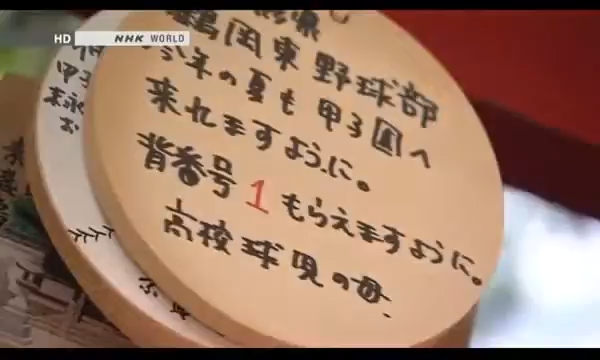 HD NHK WORLD
鶴岡東野球部
今年の夏も甲子園へ
来れますように。
背番号1もらえますように。
高校球児の母。